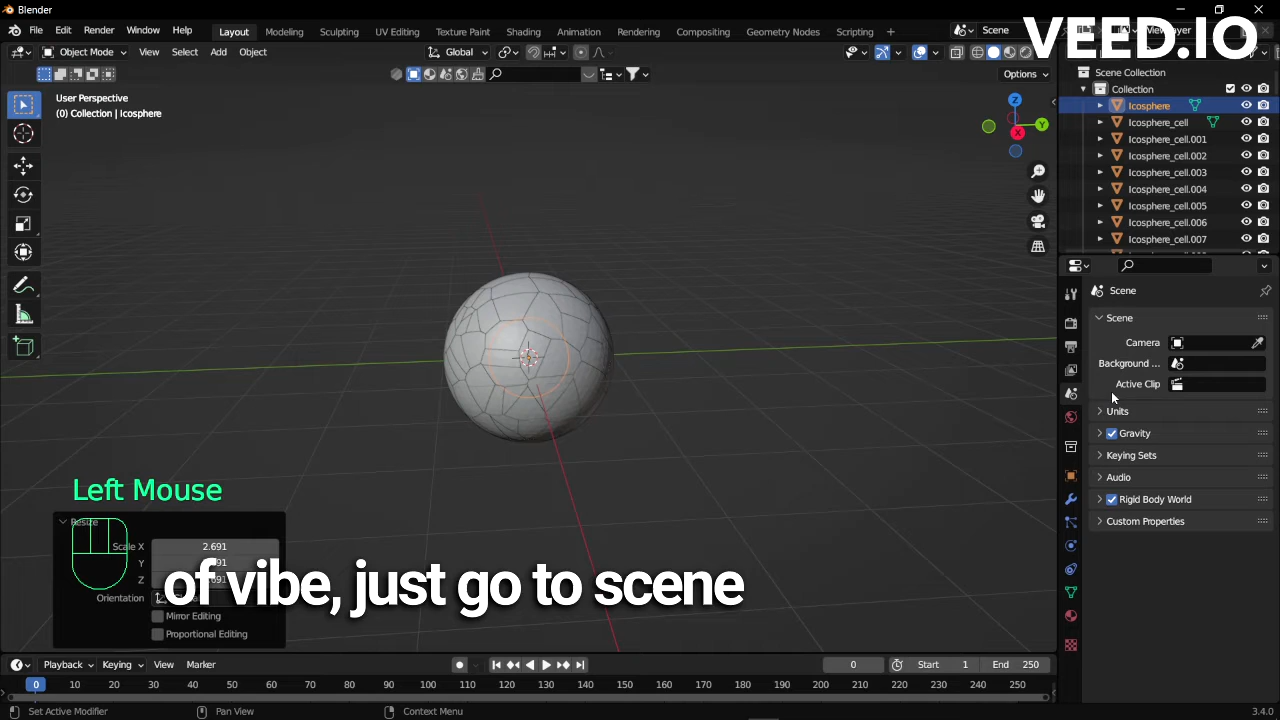 Blender
File Edit Render Window Help Layout Modeling Sculpting UV Editing Texture Paint Shading Animation Rendering Compositing Geometry Nodes Scripting Scene
VEED.IO
Object Mode View Select Add Object Global
Options
User Perspective
(0) Collection | Icosphere
Z
Y
X
Scene Collection
Collection
Icosphere
Icosphere_cell
Icosphere_cell.001
Icosphere_cell.002
Icosphere_cell.003
Icosphere_cell.004
Icosphere_cell.005
Icosphere_cell.006
Icosphere_cell.007
Scene
Scene
Camera
Background ...
Active Clip
Units
Gravity
Keying Sets
Audio
Rigid Body World
Custom Properties
Left Mouse
Resize
Scale X 2.691
Y
Z
Orientation
Mirror Editing
Proportional Editing
of vibe, just go to scene
Playback Keying View Marker 0 Start 1 End 250
0 10 20 30 40 50 60 70 80 90 100 110 120 130 140 150 160 170 180 190 200 210 220 230 240 250
Set Active Modifier Pan View Context Menu 3.4.0